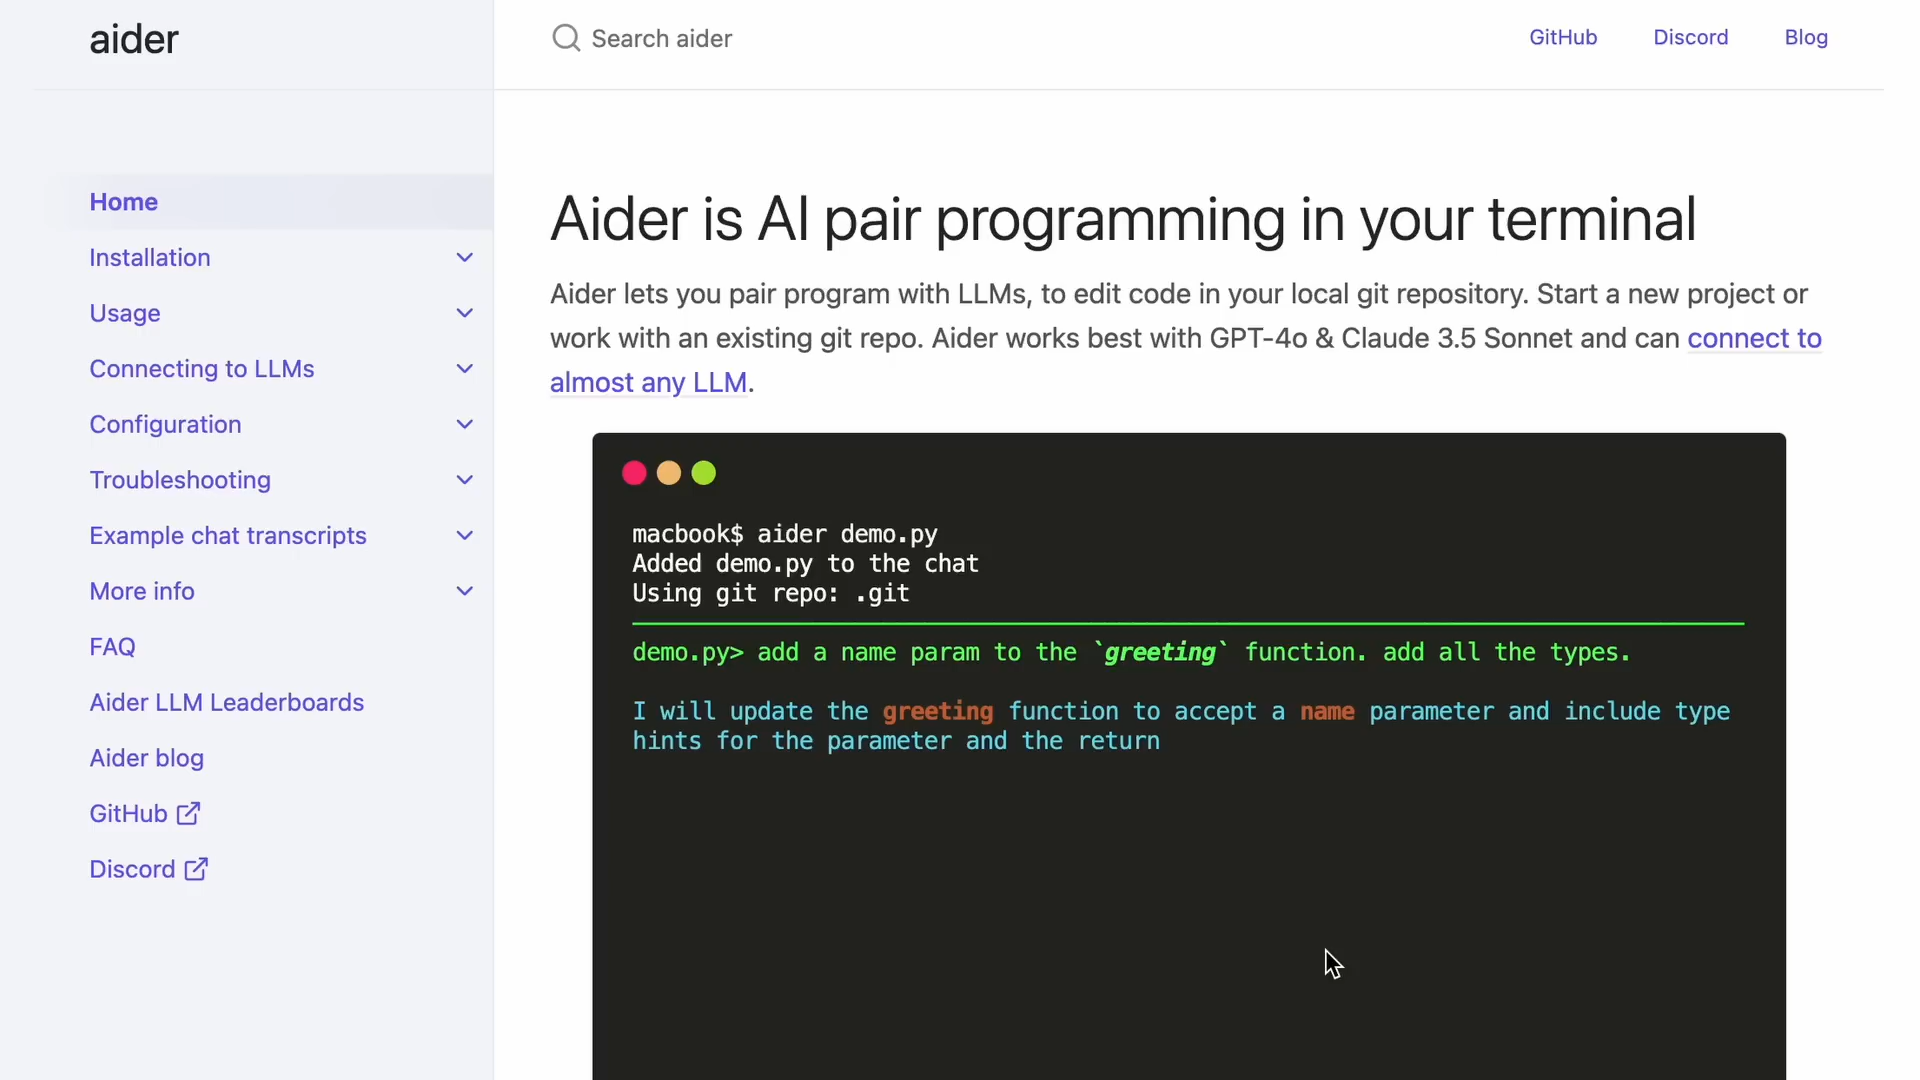 aider
Search aider
GitHub
Discord
Blog
Home
Installation
Usage
Connecting to LLMs
Configuration
Troubleshooting
Example chat transcripts
More info
FAQ
Aider LLM Leaderboards
Aider blog
GitHub
Discord
Aider is AI pair programming in your terminal
Aider lets you pair program with LLMs, to edit code in your local git repository. Start a new project or
work with an existing git repo. Aider works best with GPT-4o & Claude 3.5 Sonnet and can connect to
almost any LLM.
macbook$ aider demo.py
Added demo.py to the chat
Using git repo: .git
demo.py> add a name param to the `greeting` function. add all the types.
I will update the greeting function to accept a name parameter and include type
hints for the parameter and the return